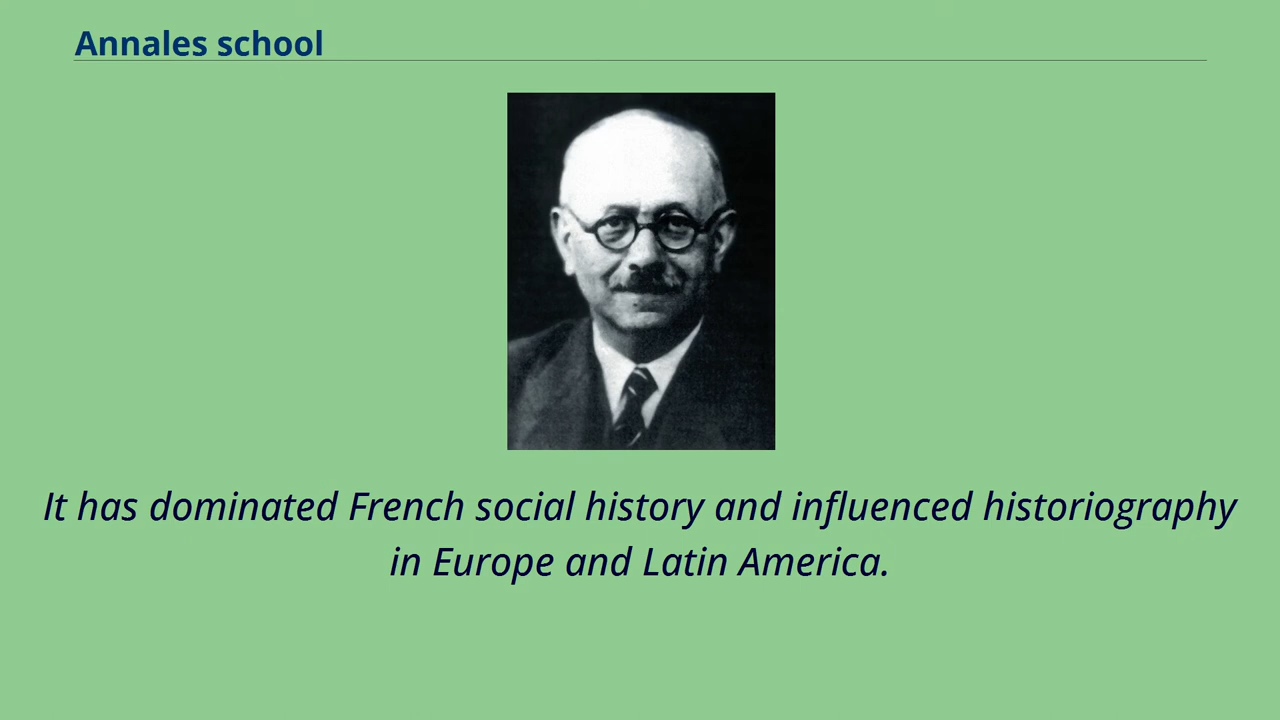 Annales school
It has dominated French social history and influenced historiography
in Europe and Latin America.